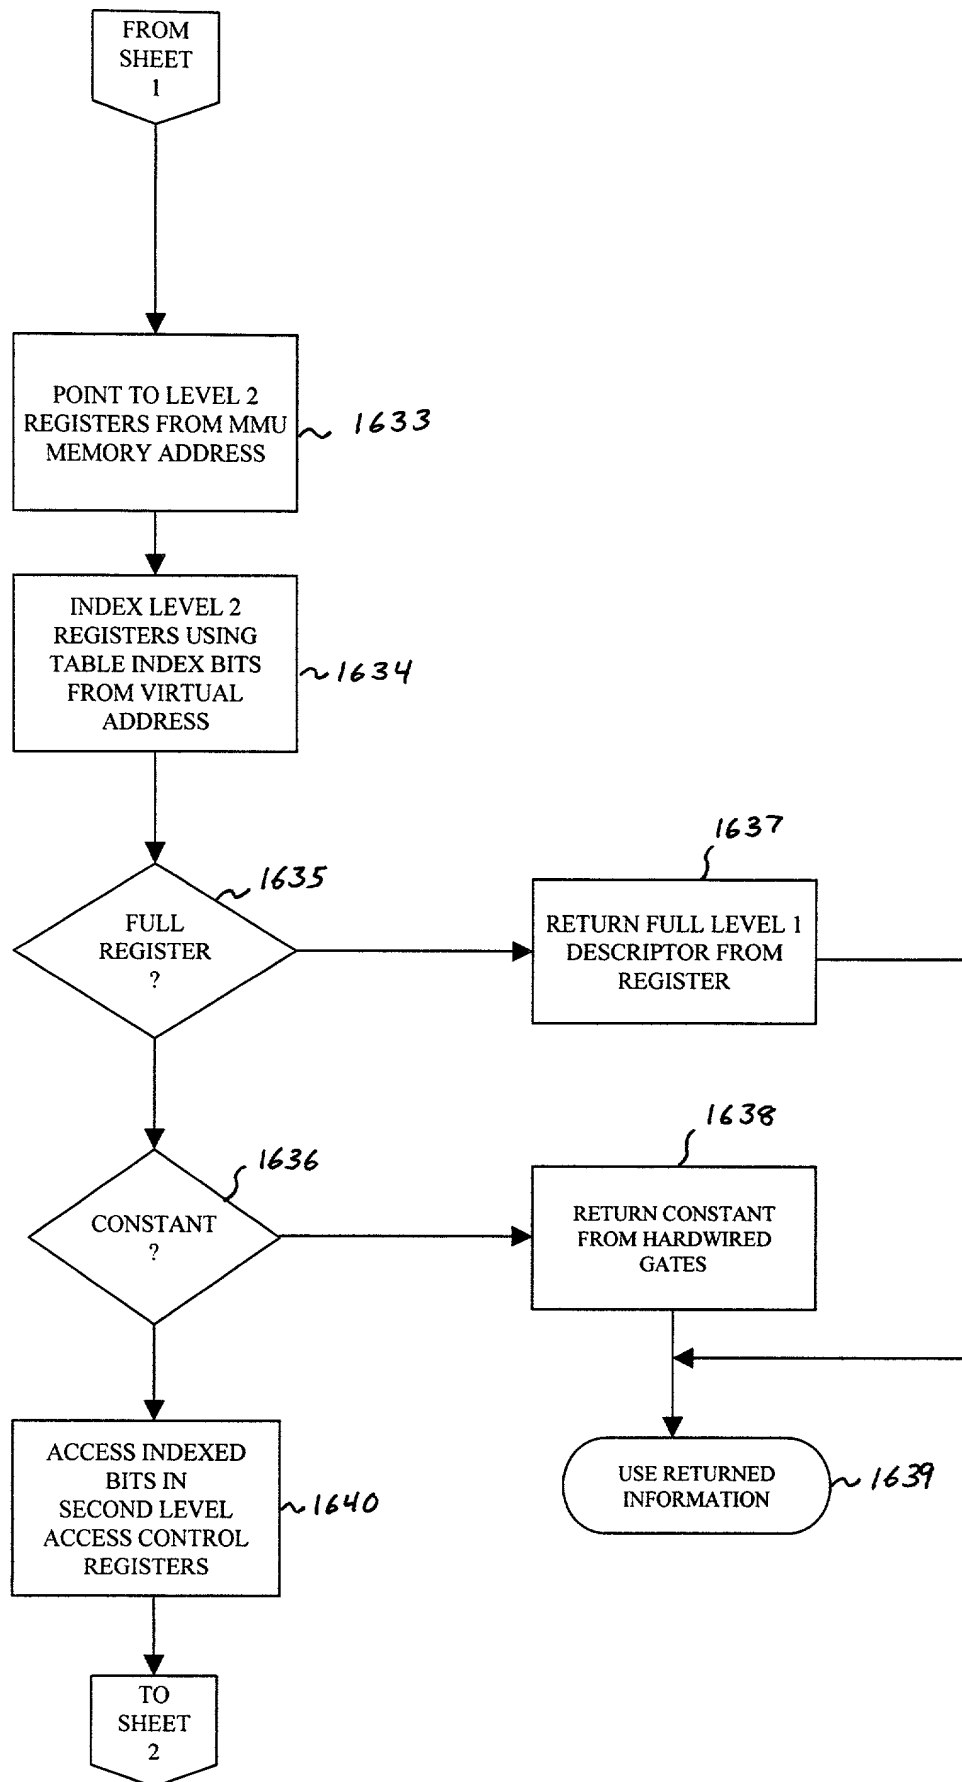 FROM
SHEET
1
POINT TO LEVEL 2
REGISTERS FROM MMU
MEMORY ADDRESS
1633
INDEX LEVEL 2
REGISTERS USING
TABLE INDEX BITS
FROM VIRTUAL
ADDRESS
1634
1635
FULL
REGISTER
?
1637
RETURN FULL LEVEL 1
DESCRIPTOR FROM
REGISTER
1636
CONSTANT
?
1638
RETURN CONSTANT
FROM HARDWIRED
GATES
ACCESS INDEXED
BITS IN
SECOND LEVEL
ACCESS CONTROL
REGISTERS
1640
USE RETURNED
INFORMATION
1639
TO
SHEET
2